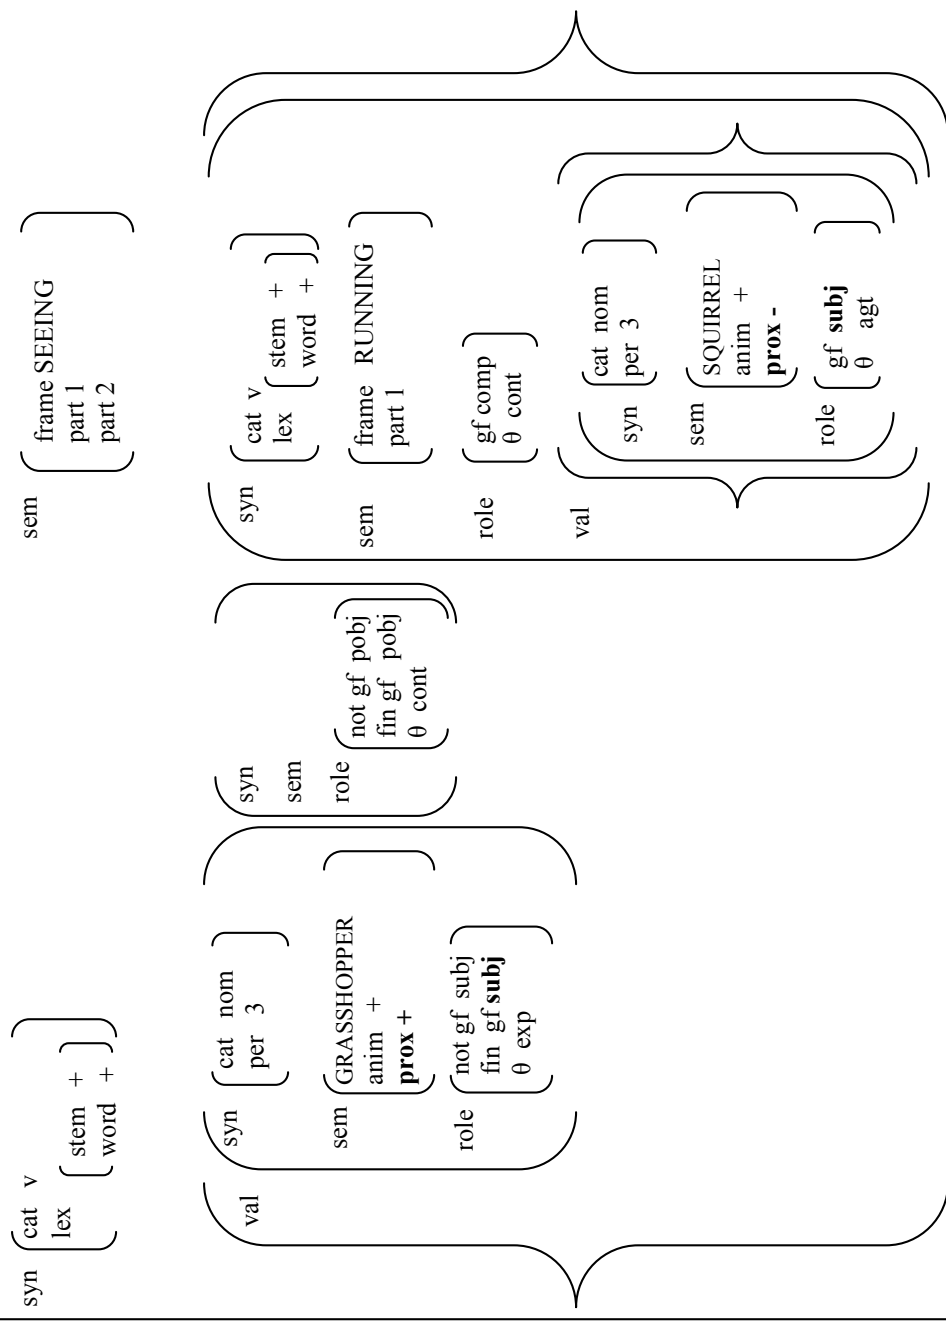 syn cat v
lex stem +
word +
sem frame SEEING
part 1
part 2
val
syn cat nom
per 3
sem GRASSHOPPER
anim +
prox +
role not gf subj
fin gf subj
θ exp
syn
sem
role not gf pobj
fin gf pobj
θ cont
syn cat v
lex stem +
word +
sem frame RUNNING
part 1
role gf comp
θ cont
val
syn cat nom
per 3
sem SQUIRREL
anim +
prox -
role gf subj
θ agt